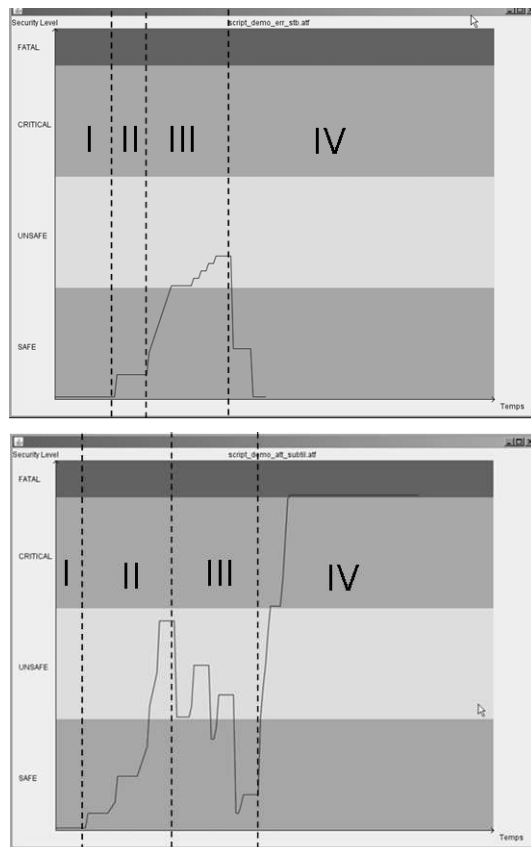 Security Level script_demo_err_stb.atf
FATAL
CRITICAL
I II III IV
UNSAFE
SAFE
Temps
Security Level script_demo_att_subtil.atf
FATAL
CRITICAL
I II III IV
UNSAFE
SAFE
Temps